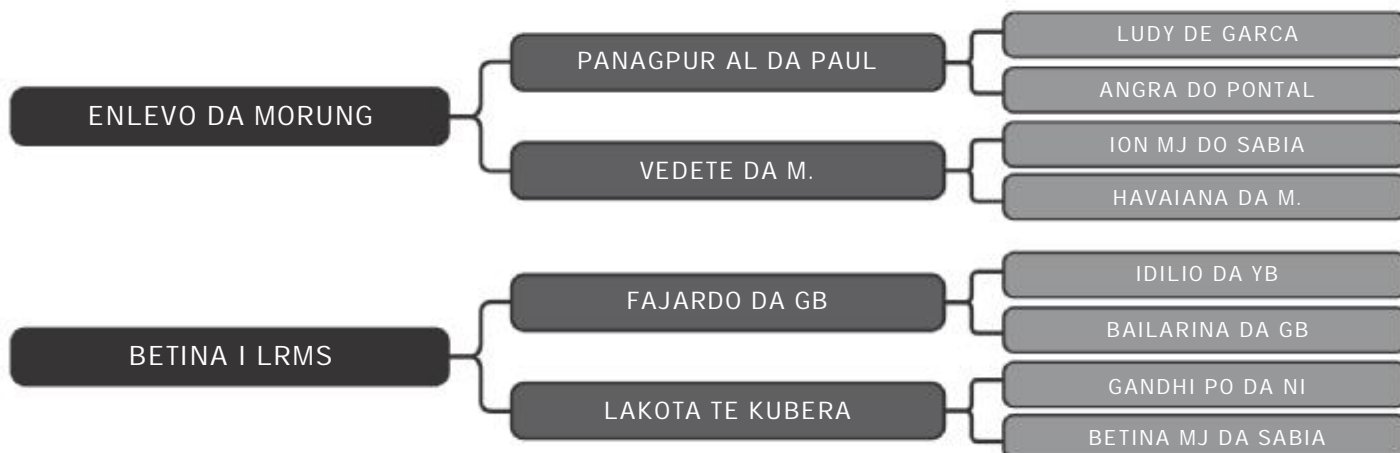 ENLEVO DA MORUNG
PANAGPUR AL DA PAUL
LUDY DE GARCA
ANGRA DO PONTAL
VEDETE DA M.
ION MJ DO SABIA
HAVAIANA DA M.
BETINA I LRMS
FAJARDO DA GB
IDILIO DA YB
BAILARINA DA GB
LAKOTA TE KUBERA
GANDHI PO DA NI
BETINA MJ DA SABIA